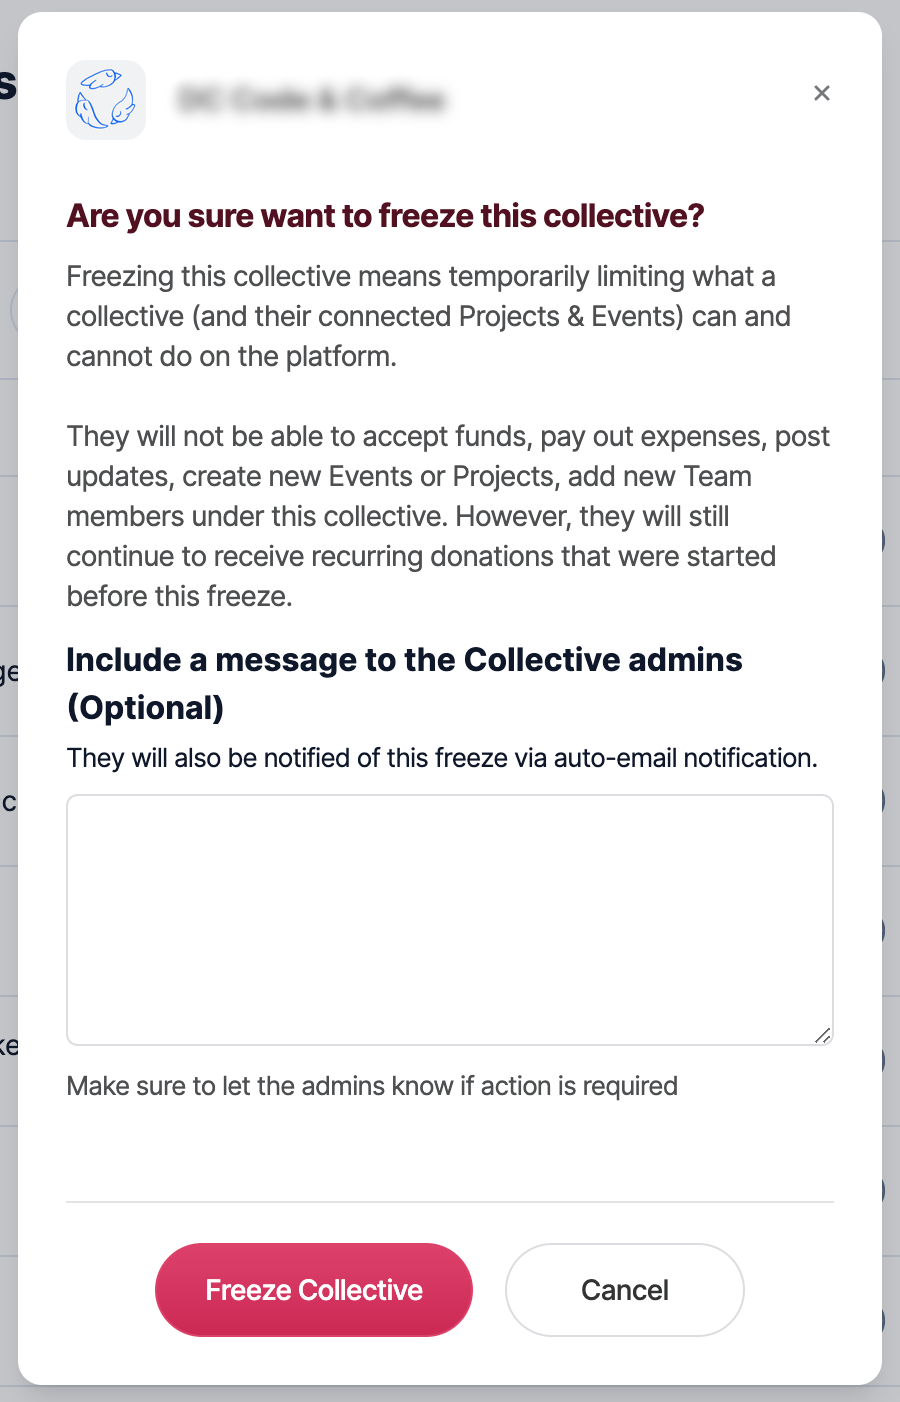 Are you sure want to freeze this collective?
Freezing this collective means temporarily limiting what a
collective (and their connected Projects & Events) can and
cannot do on the platform.
They will not be able to accept funds, pay out expenses, post
updates, create new Events or Projects, add new Team
members under this collective. However, they will still
continue to receive recurring donations that were started
before this freeze.
Include a message to the Collective admins
(Optional)
They will also be notified of this freeze via auto-email notification.
Make sure to let the admins know if action is required
Freeze Collective
Cancel